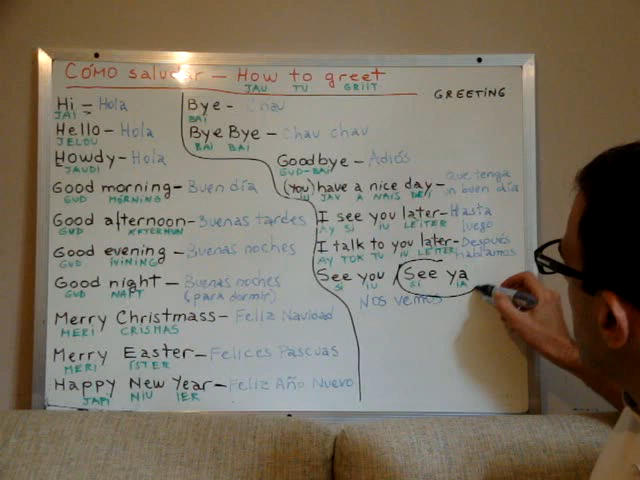 CÓMO saludar – How to greet
JAU TU GRIIT
GREETING
Hi – Hola
JAI
Hello – Hola
JELOU
Howdy – Hola
JAUDI
Good morning – Buen día
GUD MORNING
Good afternoon – Buenas tardes
GUD AFTERNUN
Good evening – Buenas noches
GUD IVINING
Good night – Buenas noches
GUD NAIT (para dormir)
Merry Christmass – Feliz Navidad
MERI CRISMAS
Merry Easter – Felices Pascuas
MERI ISTER
Happy New Year – Feliz Año Nuevo
JAPI NIU IER
Bye – Chau
BAI
Bye Bye – Chau chau
BAI BAI
Goodbye – Adiós
GUD-BAI
(You) have a nice day – Que tenga
IU JAV A NAIS DEII un buen día
I see you later – Hasta
AY SI IU LEITER luego
I talk to you later – Después
AY TOK TU IU LEITER hablamos
See you / See ya
SI IU SI IA
Nos vemos